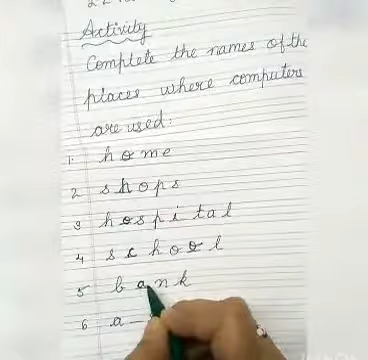 Activity
Complete the names of the
places where computers
are used:
1. home
2 shops
3 hospital
4 school
5 bank
6 a